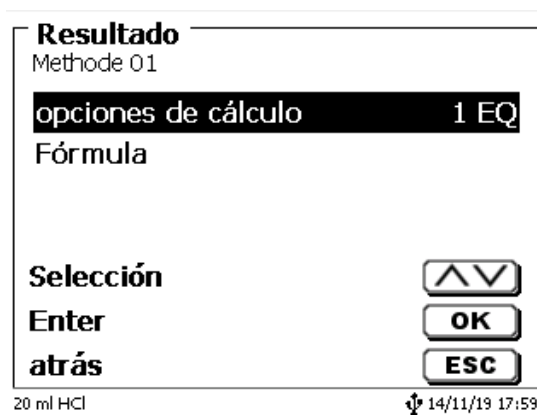 Resultado
Methode 01
opciones de cálculo 1 EQ
Fórmula
Selección
Enter OK
atrás ESC
20 ml HCl 14/11/19 17:59